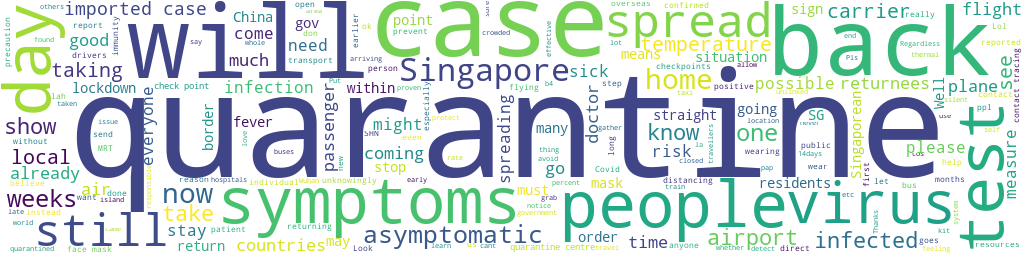 quarantine
will
case
back
spread
day
people
virus
symptoms
test
still
Singapore
home
now
one
asymptomatic
infected
airport
carrier
weeks
know
possible returnees
imported case
taking
local
show
already
everyone
good
China
gov
come
need
much
point
sign
flight
temperature
situation
means
sick
within
infection
lockdown
check point
fever
border
passenger
might
coming
stop
spreading
many
go
doctor
straight
risk
going
SG
Singaporean
Well
plane
see
measure
please
residents
must
mask
order
time
may
countries
return
stay
take
air
precaution
others
report
drivers
lah
taken
without
issue
send
MRT
believe
want
done
island
late
instead
world
quarantined
face mask
reason
hospitals
individual
patient
returning
unknowingly
early
Look
learn
cant
quarantine centre
notice
government
percent
grab
train
distancing
closed
travellers
wearing
public
14days
wear
location
positive
allow
contact tracing
contact
reported
confirmed
overseas
prevent
effective
crowded
checkpoints
flying
b4
proven
especially
person
arriving
transport
earlier
open
immunity
found
say
whole
don
ok
Put
SHN
buses
love
protect
rate
even
new
step
gather
long
thing
avoid
Covid
lot
really
Regardless
thermal
end
Pls
lol
ppl
use
self
first
let
bus
months
help
etc
Thanks
goes
kit
system
feeling
resources
direct
detect
whether
anyone